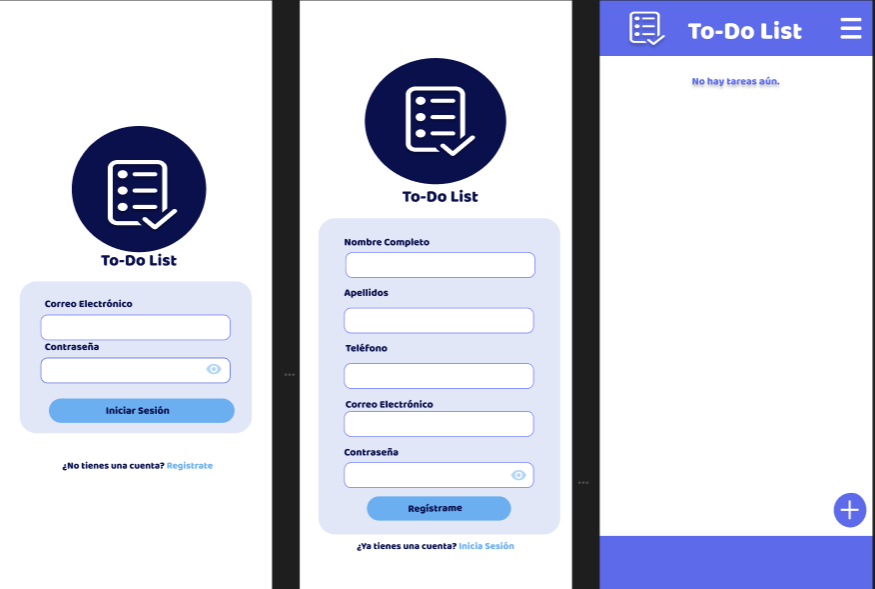 To-Do List
Correo Electrónico
Contraseña
Iniciar Sesión
¿No tienes una cuenta? Registrate
To-Do List
Nombre Completo
Apellidos
Teléfono
Correo Electrónico
Contraseña
Regístrame
¿Ya tienes una cuenta? Inicia Sesión
To-Do List
No hay tareas aún.